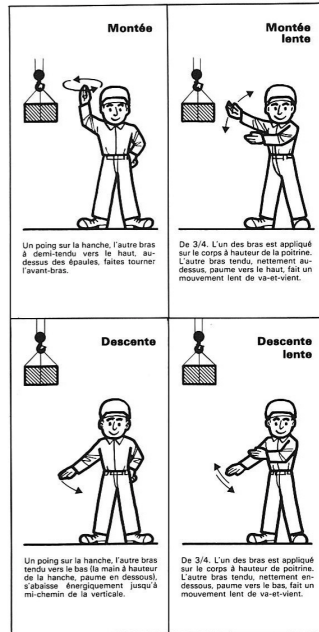 Montée
Un poing sur la hanche, l'autre bras
à demi-tendu vers le haut, au-
dessus des épaules, faites tourner
l'avant-bras.
Montée
lente
De 3/4. L'un des bras est appliqué
sur le corps à hauteur de la poitrine.
L'autre bras tendu, nettement au-
dessus, paume vers le haut, fait un
mouvement lent de va-et-vient.
Descente
Un poing sur la hanche, l'autre bras
tendu vers le bas (la main à hauteur
de la hanche, paume en dessous),
s'abaisse énergiquement jusqu'à
mi-chemin de la verticale.
Descente
lente
De 3/4. L'un des bras est appliqué
sur le corps à hauteur de poitrine.
L'autre bras tendu, nettement en-
dessous, paume vers le bas, fait un
mouvement lent de va-et-vient.